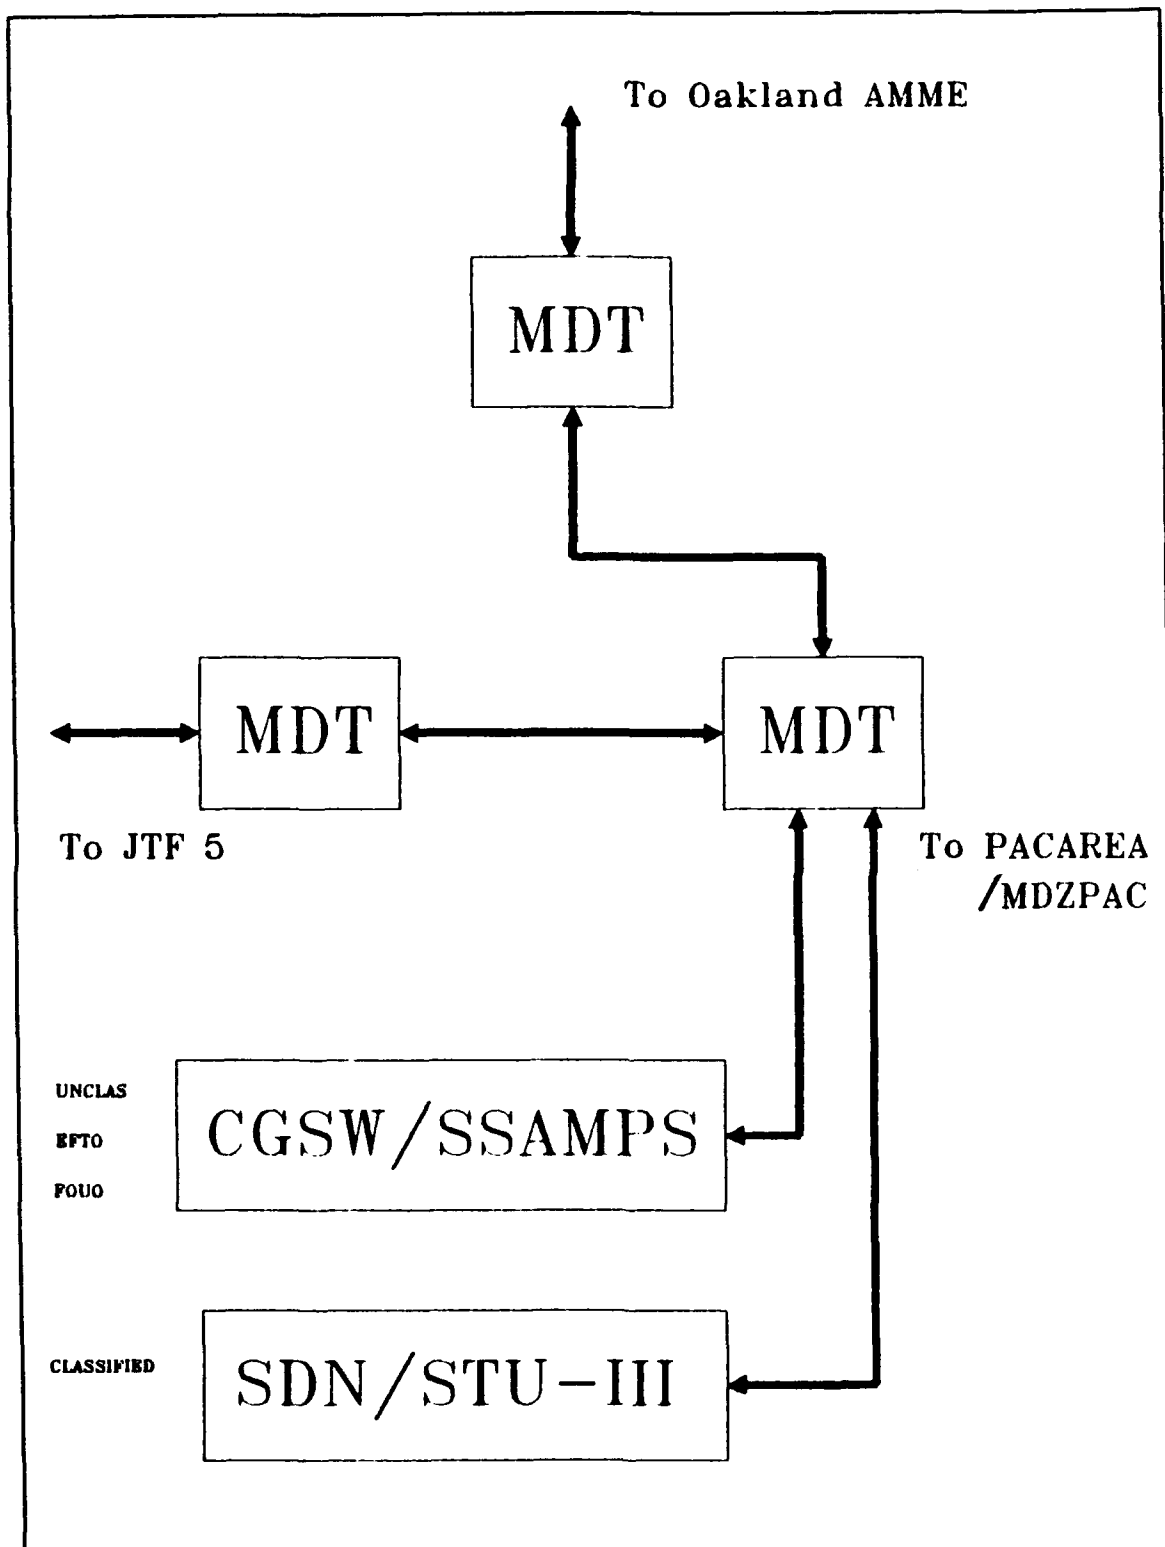 To Oakland AMME
MDT
MDT
MDT
To JTF 5
To PACAREA
/MDZPAC
UNCLAS
EFTO
FOUO
CGSW/SSAMPS
CLASSIFIED
SDN/STU-III